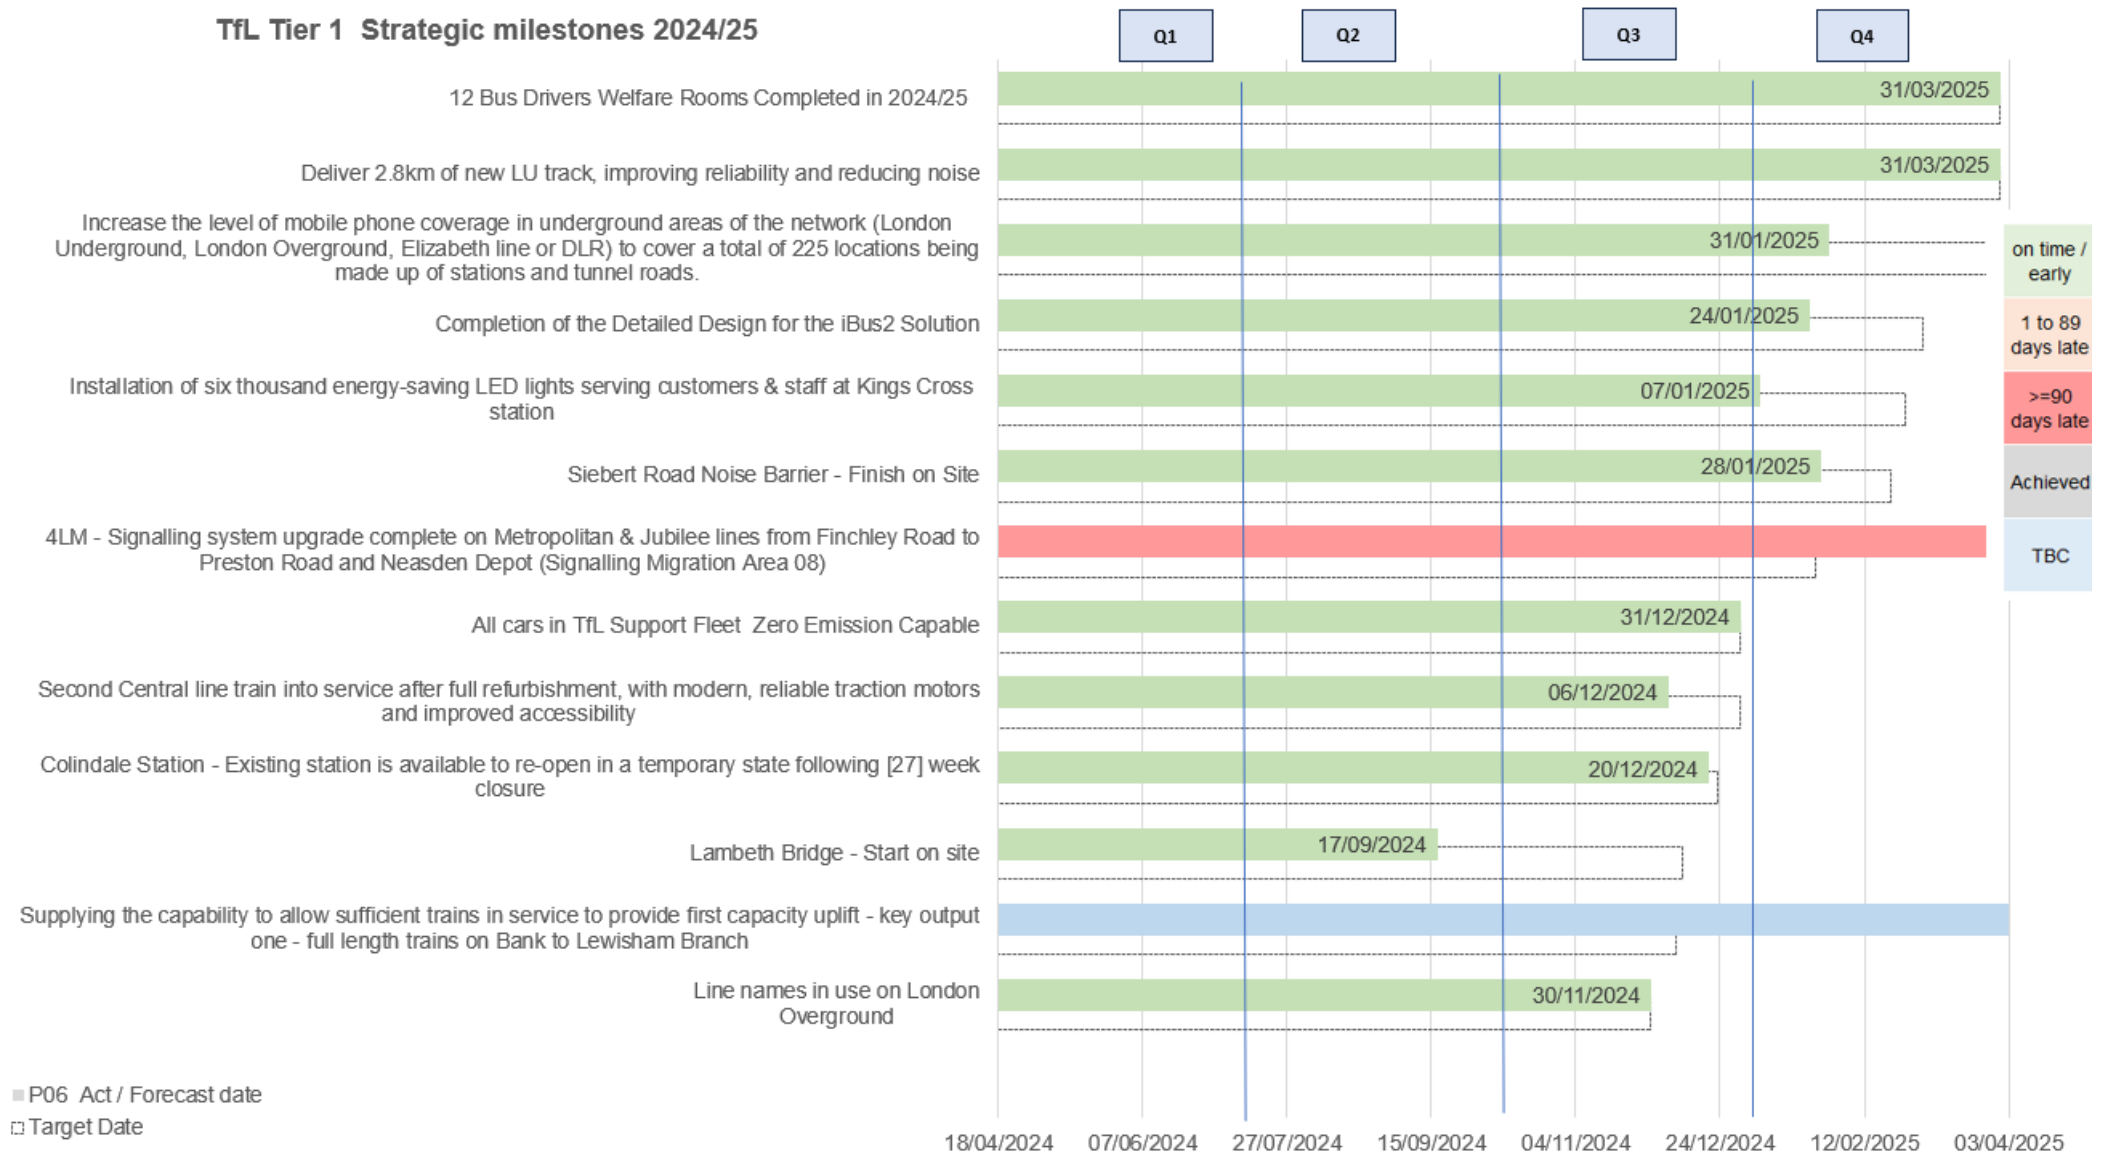 TfL Tier 1  Strategic milestones 2024/25
Q1
Q2
Q3
Q4
12 Bus Drivers Welfare Rooms Completed in 2024/25
31/03/2025
Deliver 2.8km of new LU track, improving reliability and reducing noise
31/03/2025
Increase the level of mobile phone coverage in underground areas of the network (London
Underground, London Overground, Elizabeth line or DLR) to cover a total of 225 locations being
made up of stations and tunnel roads.
31/01/2025
Completion of the Detailed Design for the iBus2 Solution
24/01/2025
Installation of six thousand energy-saving LED lights serving customers & staff at Kings Cross
station
07/01/2025
Siebert Road Noise Barrier - Finish on Site
28/01/2025
4LM - Signalling system upgrade complete on Metropolitan & Jubilee lines from Finchley Road to
Preston Road and Neasden Depot (Signalling Migration Area 08)
All cars in TfL Support Fleet  Zero Emission Capable
31/12/2024
Second Central line train into service after full refurbishment, with modern, reliable traction motors
and improved accessibility
06/12/2024
Colindale Station - Existing station is available to re-open in a temporary state following [27] week
closure
20/12/2024
Lambeth Bridge - Start on site
17/09/2024
Supplying the capability to allow sufficient trains in service to provide first capacity uplift - key output
one - full length trains on Bank to Lewisham Branch
Line names in use on London
Overground
30/11/2024
on time /
early
1 to 89
days late
>=90
days late
Achieved
TBC
P06  Act / Forecast date
Target Date
18/04/2024
07/06/2024
27/07/2024
15/09/2024
04/11/2024
24/12/2024
12/02/2025
03/04/2025